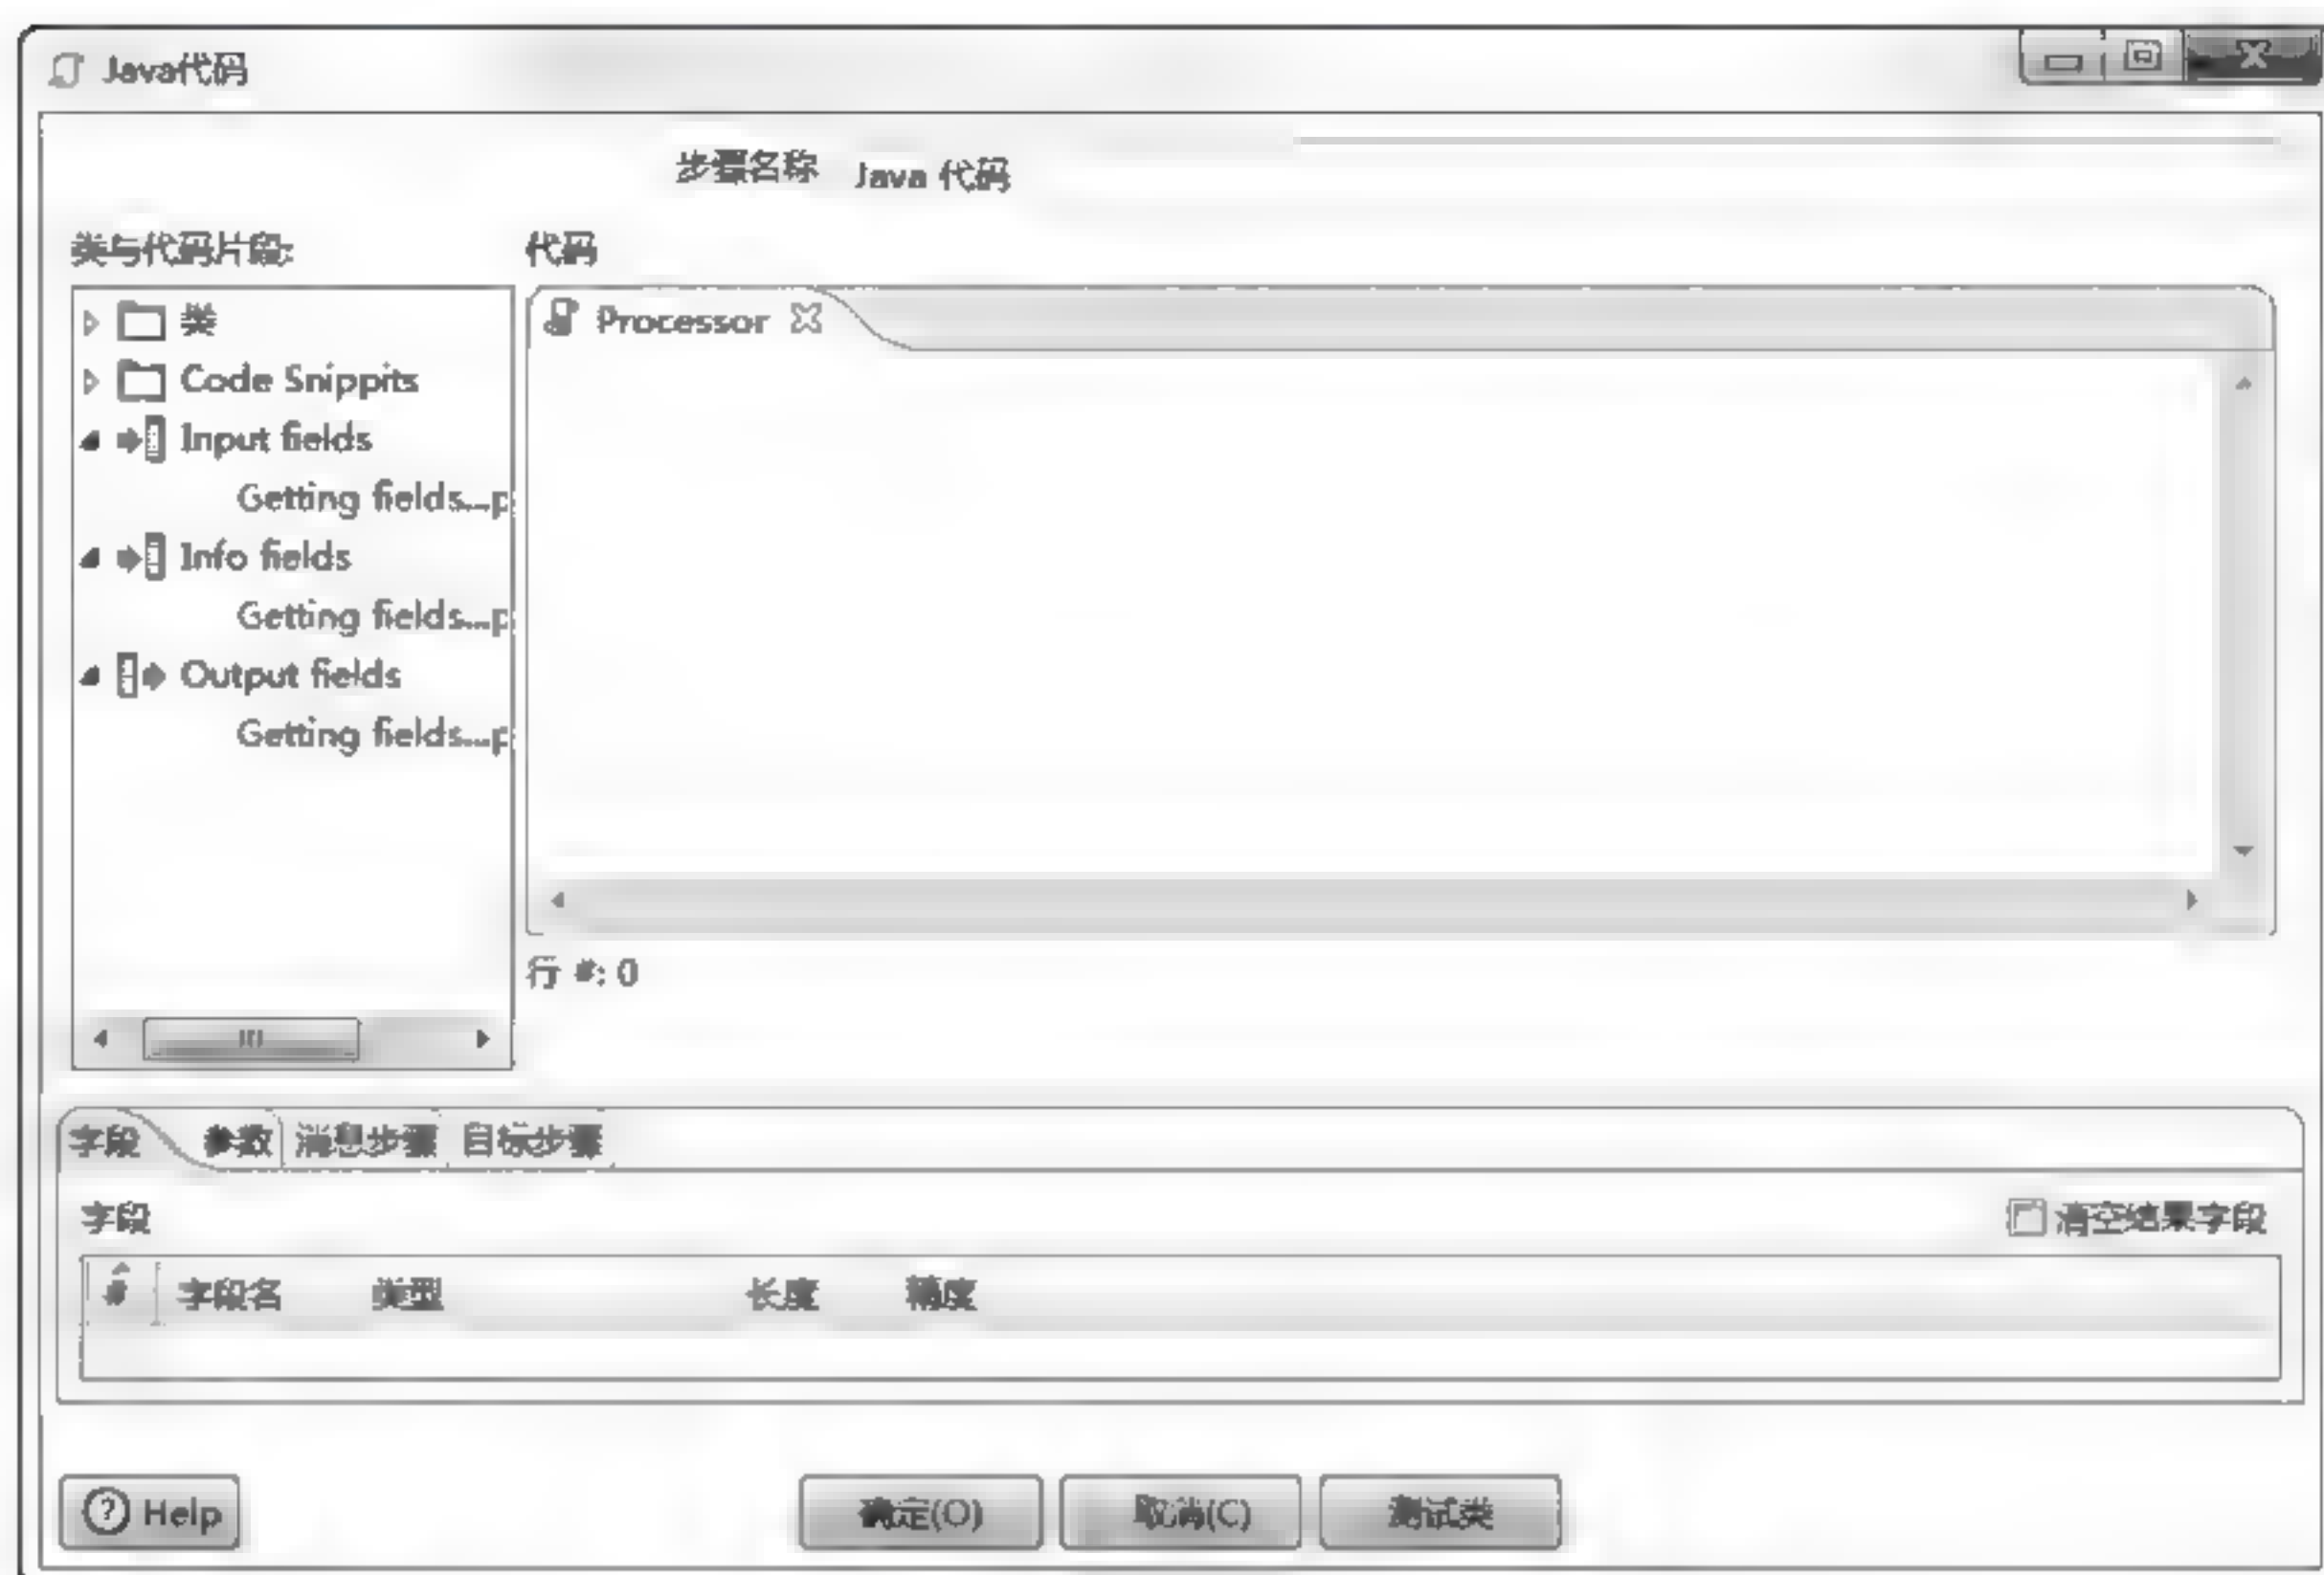 Java代码
步骤名称 Java 代码
类与代码片段:
类
Code Snippits
Input fields
Getting fields...p
Info fields
Getting fields...p
Output fields
Getting fields...p
代码
Processor
行 #: 0
字段 参数 消息步骤 目标步骤
字段 清空结果字段
# 字段名 类型 长度 精度
Help 确定(O) 取消(C) 测试类